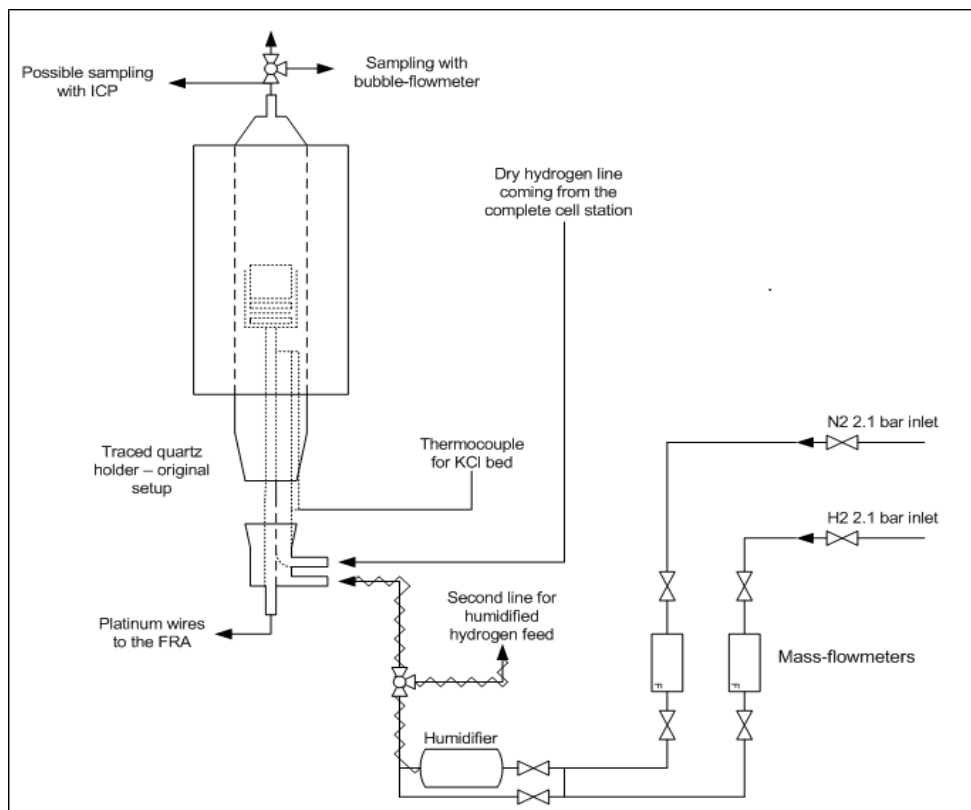 Possible sampling
with ICP
Sampling with
bubble-flowmeter
Dry hydrogen line
coming from the
complete cell station
N2 2.1 bar inlet
Thermocouple
for KCl bed
Traced quartz
holder – original
setup
H2 2.1 bar inlet
Second line for
humidified
hydrogen feed
Platinum wires
to the FRA
Mass-flowmeters
Humidifier